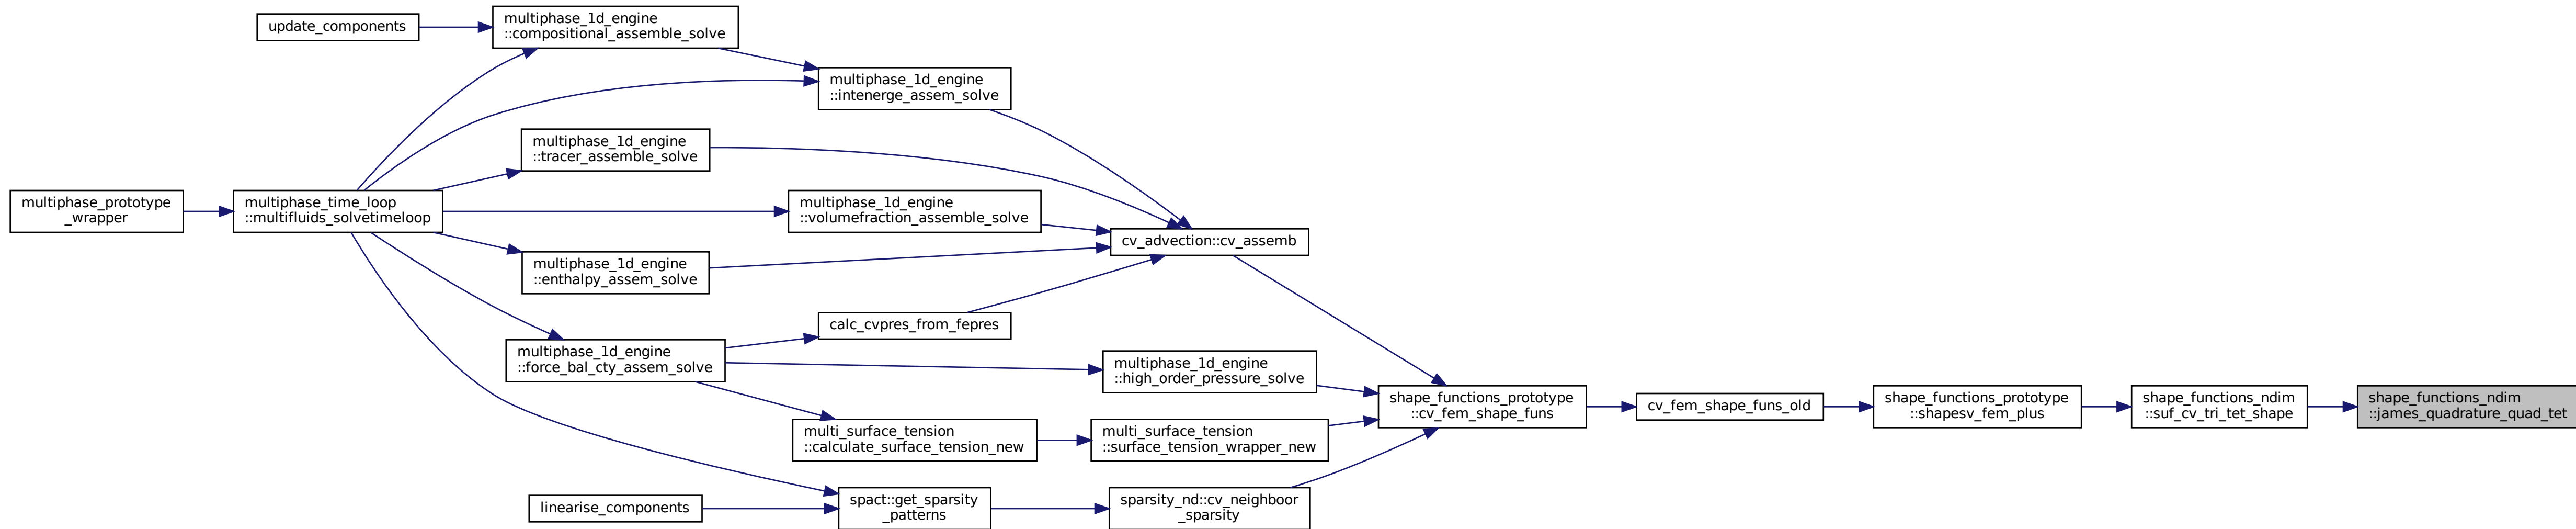 update_components
multiphase_1d_engine
::compositional_assemble_solve
multiphase_1d_engine
::intenerge_assem_solve
multiphase_1d_engine
::tracer_assemble_solve
multiphase_prototype
_wrapper
multiphase_time_loop
::multifluids_solvetimeloop
multiphase_1d_engine
::volumefraction_assemble_solve
cv_advection::cv_assemb
multiphase_1d_engine
::enthalpy_assem_solve
calc_cvpres_from_fepres
multiphase_1d_engine
::force_bal_cty_assem_solve
multiphase_1d_engine
::high_order_pressure_solve
shape_functions_prototype
::cv_fem_shape_funs
cv_fem_shape_funs_old
shape_functions_prototype
::shapesv_fem_plus
shape_functions_ndim
::suf_cv_tri_tet_shape
shape_functions_ndim
::james_quadrature_quad_tet
multi_surface_tension
::calculate_surface_tension_new
multi_surface_tension
::surface_tension_wrapper_new
linearise_components
spact::get_sparsity
_patterns
sparsity_nd::cv_neighboor
_sparsity